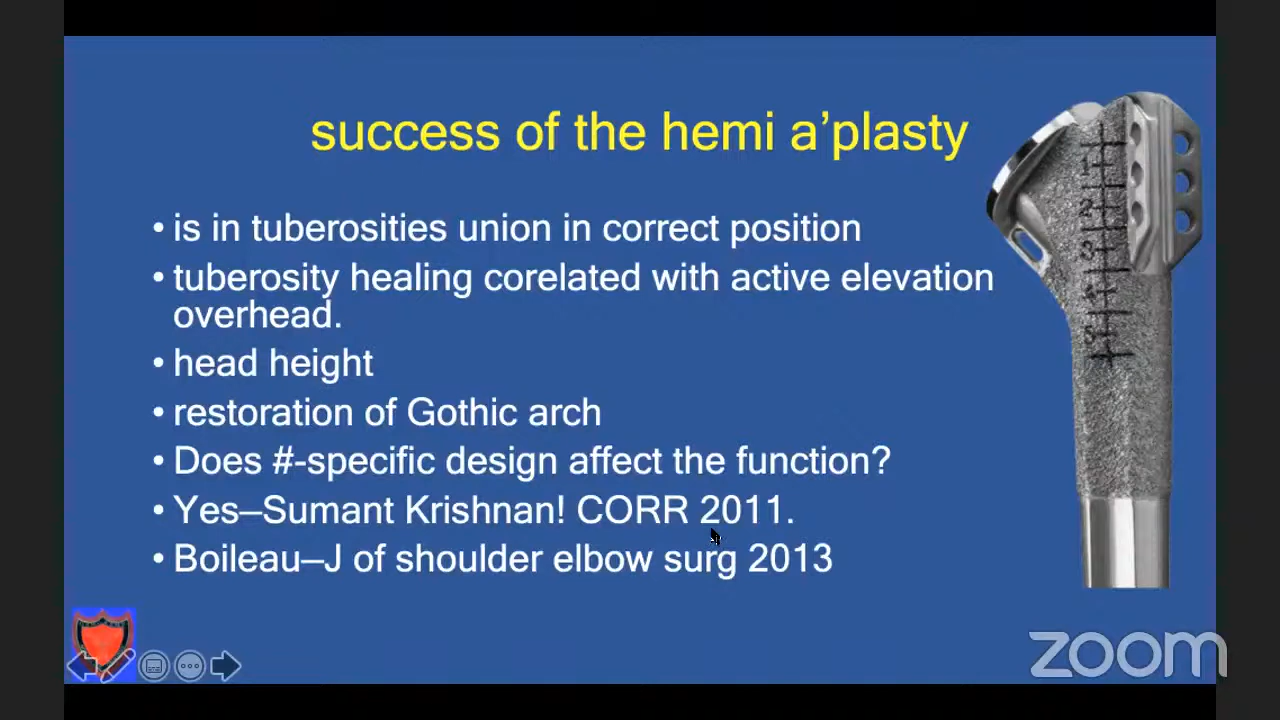 success of the hemi a’plasty
• is in tuberosities union in correct position
• tuberosity healing corelated with active elevation
overhead.
• head height
• restoration of Gothic arch
• Does #-specific design affect the function?
• Yes–Sumant Krishnan! CORR 2011.
• Boileau–J of shoulder elbow surg 2013
zoom